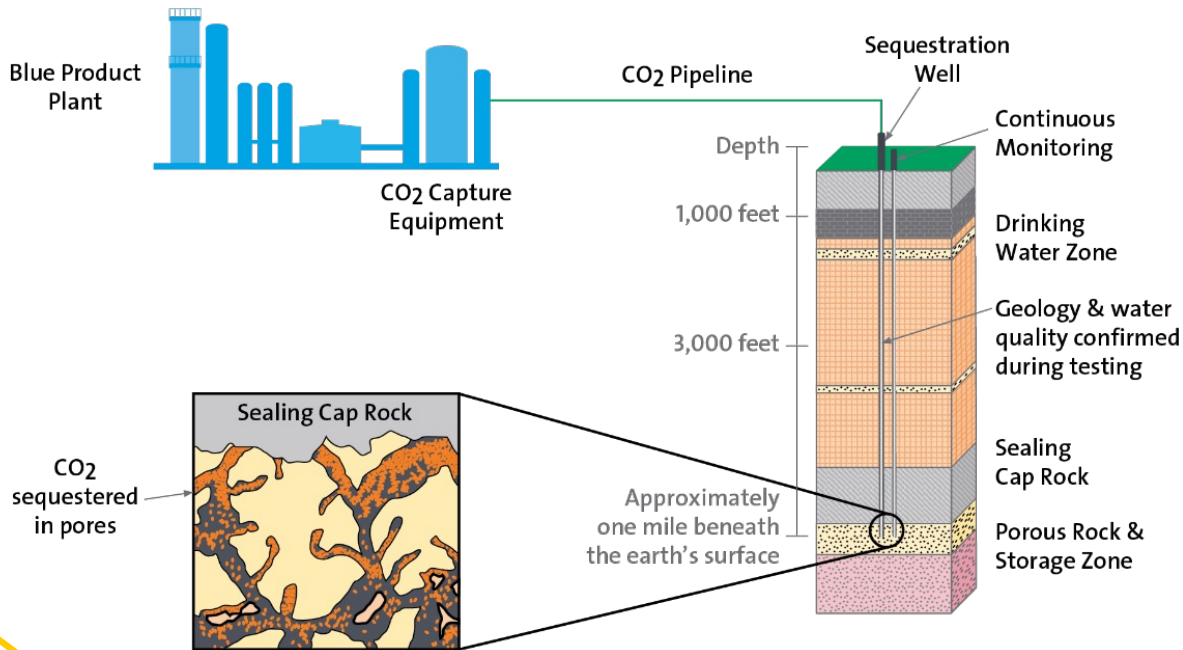 Blue Product
Plant
CO2 Capture
Equipment
CO2 Pipeline
Sequestration
Well
Continuous
Monitoring
Depth
1,000 feet
Drinking
Water Zone
3,000 feet
Geology & water
quality confirmed
during testing
Sealing
Cap Rock
Approximately
one mile beneath
the earth's surface
Porous Rock &
Storage Zone
Sealing Cap Rock
CO2
sequestered
in pores